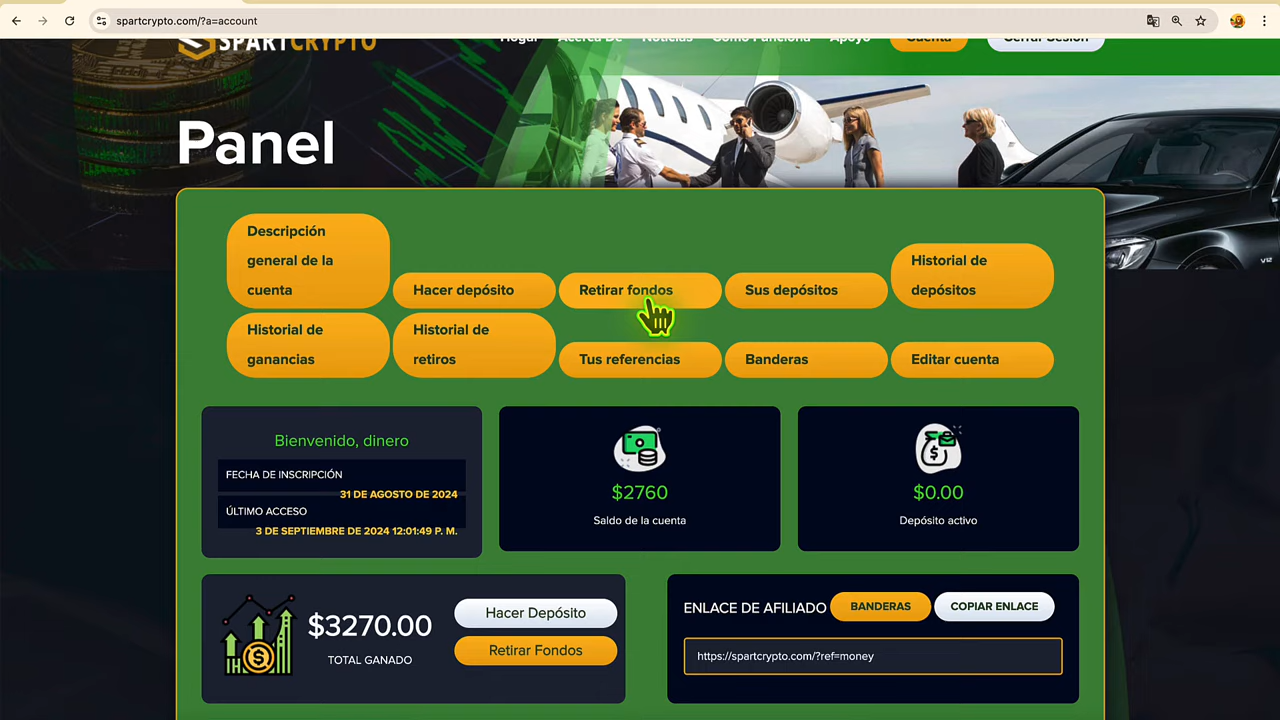 spartcrypto.com/?a=account
SPARTCRYPTO
Hogar Acerca De Noticias Cómo Funciona Apoyo Cuenta Cerrar Sesión
Panel
Descripción
general de la
cuenta
Hacer depósito
Retirar fondos
Sus depósitos
Historial de
depósitos
Historial de
ganancias
Historial de
retiros
Tus referencias
Banderas
Editar cuenta
Bienvenido, dinero
FECHA DE INSCRIPCIÓN
31 DE AGOSTO DE 2024
ÚLTIMO ACCESO
3 DE SEPTIEMBRE DE 2024 12:01:49 P. M.
$2760
Saldo de la cuenta
$0.00
Depósito activo
$3270.00
TOTAL GANADO
Hacer Depósito
Retirar Fondos
ENLACE DE AFILIADO BANDERAS COPIAR ENLACE
https://spartcrypto.com/?ref=money
V12